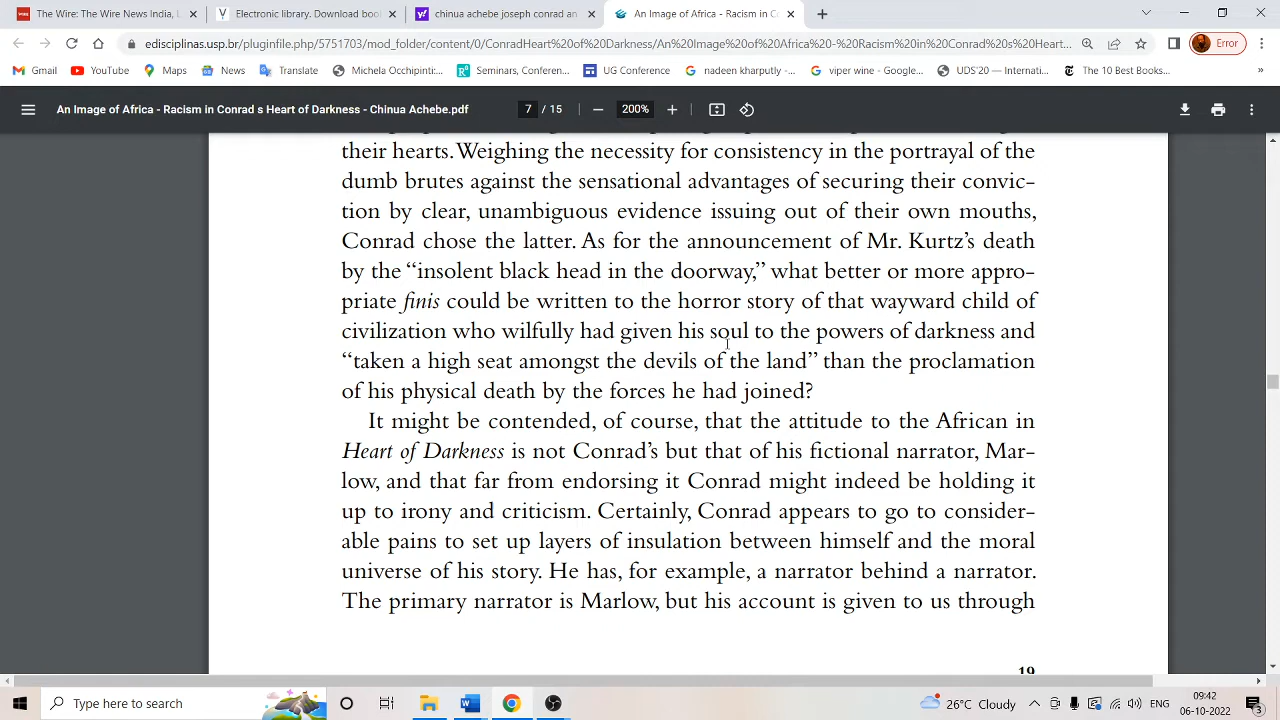 The Wire: The Wire News India, L
Electronic library. Download boo
chinua achebe joseph conrad an
An Image of Africa - Racism in Co
edisciplinas.usp.br/pluginfile.php/5751703/mod_folder/content/0/ConradHeart%20of%20Darkness/An%20Image%20of%20Africa%20-%20Racism%20in%20Conrad%20s%20Heart...
Error
Gmail
YouTube
Maps
News
Translate
Michela Occhipinti:...
Seminars, Conferen...
UG Conference
nadeen kharputly -...
viper wine - Google...
UDS'20 — Internati...
The 10 Best Books...
»
An Image of Africa - Racism in Conrad s Heart of Darkness - Chinua Achebe.pdf
7 / 15
200%
their hearts. Weighing the necessity for consistency in the portrayal of the
dumb brutes against the sensational advantages of securing their convic-
tion by clear, unambiguous evidence issuing out of their own mouths,
Conrad chose the latter. As for the announcement of Mr. Kurtz’s death
by the “insolent black head in the doorway,” what better or more appro-
priate finis could be written to the horror story of that wayward child of
civilization who wilfully had given his soul to the powers of darkness and
“taken a high seat amongst the devils of the land” than the proclamation
of his physical death by the forces he had joined?
It might be contended, of course, that the attitude to the African in
Heart of Darkness is not Conrad’s but that of his fictional narrator, Mar-
low, and that far from endorsing it Conrad might indeed be holding it
up to irony and criticism. Certainly, Conrad appears to go to consider-
able pains to set up layers of insulation between himself and the moral
universe of his story. He has, for example, a narrator behind a narrator.
The primary narrator is Marlow, but his account is given to us through
19
Type here to search
26°C Cloudy
ENG
09:42
06-10-2022
3